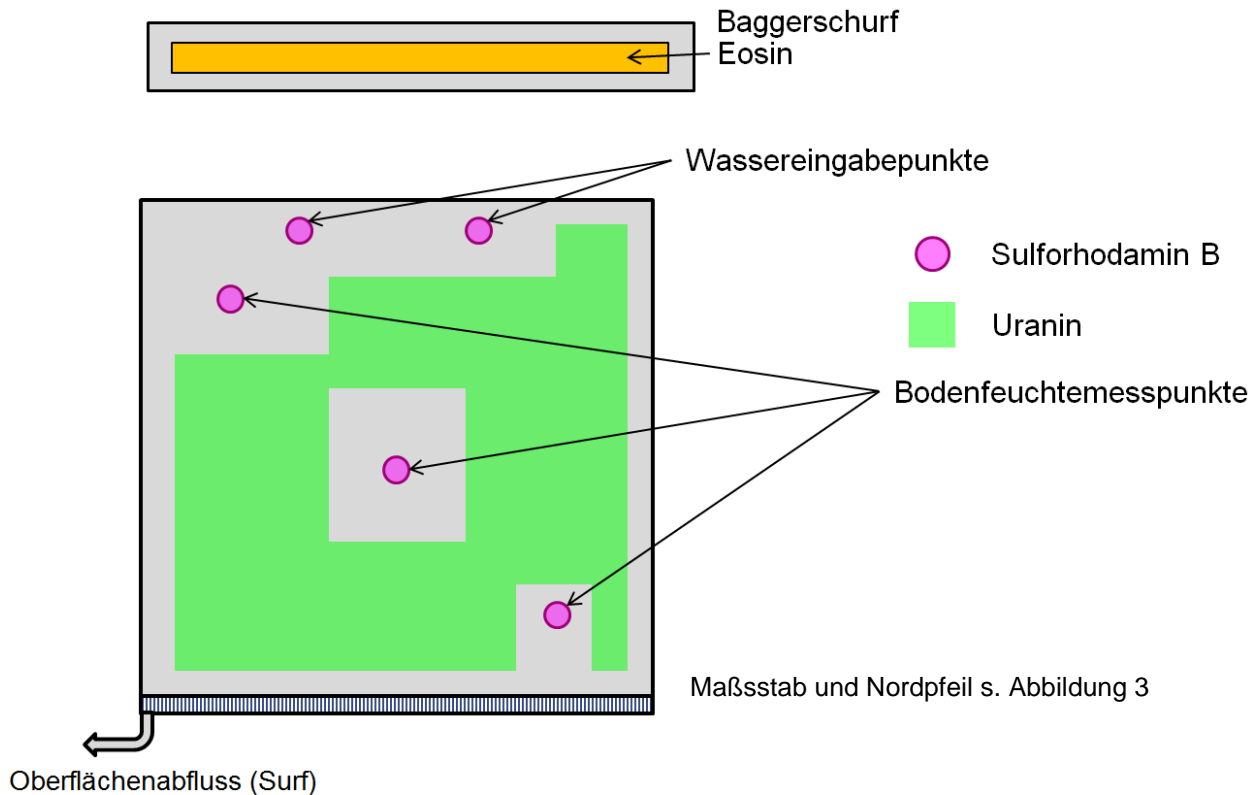 Baggerschurf
Eosin
Wassereingabepunkte
Sulforhodamin B
Uranin
Bodenfeuchtemesspunkte
Maßsstab und Nordpfeil s. Abbildung 3
Oberflächenabfluss (Surf)